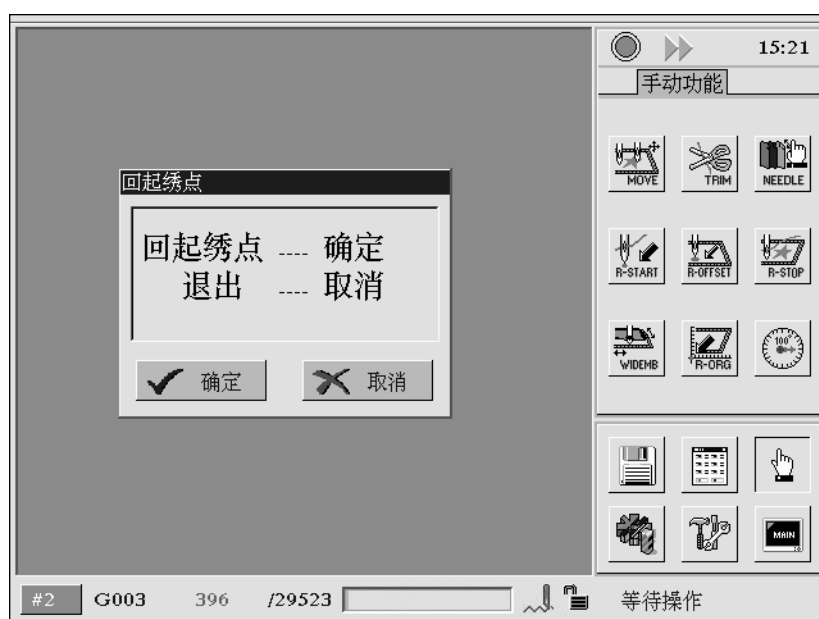 15:21
手动功能
MOVE
TRIM
NEEDLE
回起绣点
回起绣点 .... 确定
退出 .... 取消
R-START
R-OFFSET
R-STOP
100°
WIDEMB
R-ORG
确定
取消
MAIN
#2 G003 396 /29523
等待操作